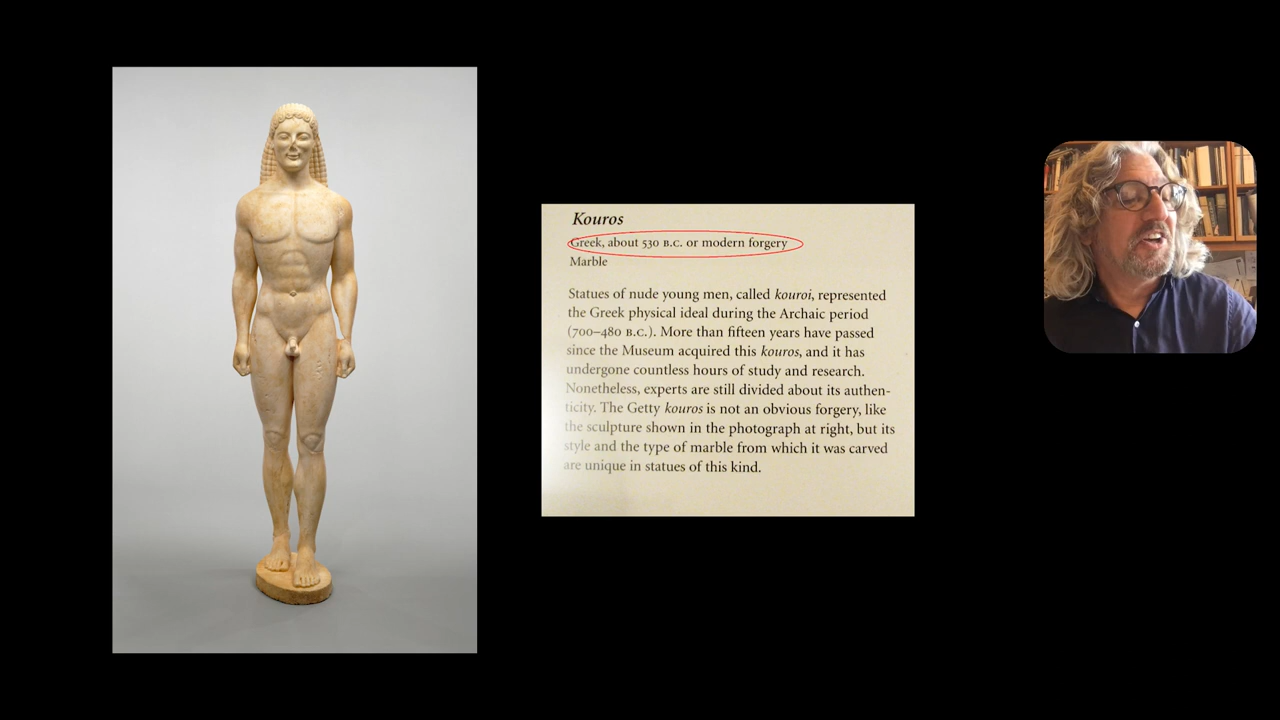 Kouros
Greek, about 530 B.C. or modern forgery
Marble
Statues of nude young men, called kouroi, represented
the Greek physical ideal during the Archaic period
(700–480 B.C.). More than fifteen years have passed
since the Museum acquired this kouros, and it has
undergone countless hours of study and research.
Nonetheless, experts are still divided about its authen-
ticity. The Getty kouros is not an obvious forgery, like
the sculpture shown in the photograph at right, but its
style and the type of marble from which it was carved
are unique in statues of this kind.